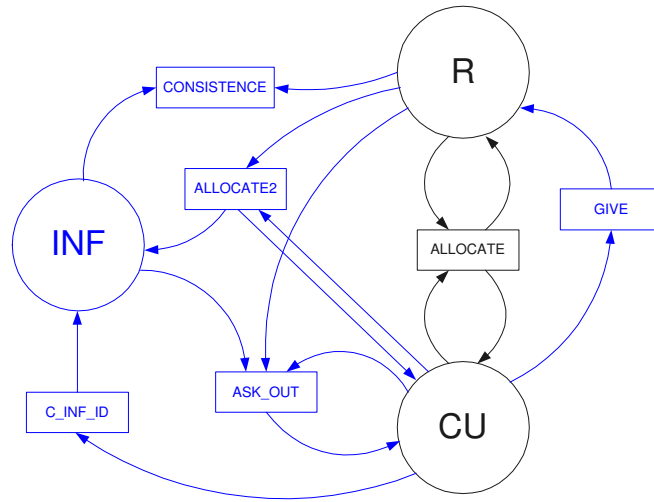 R
CONSISTENCE
ALLOCATE2
GIVE
INF
ALLOCATE
ASK_OUT
C_INF_ID
CU